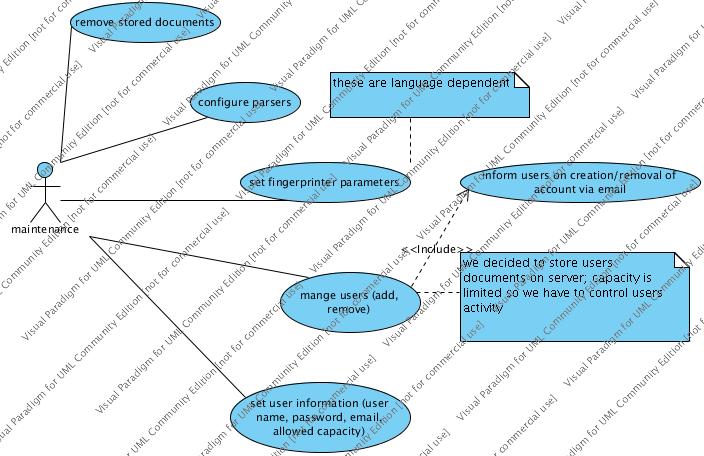 remove stored documents
configure parsers
these are language dependent
set fingerprinter parameters
inform users on creation/removal of
account via email
maintenance
<<Include>>
we decided to store users
documents on server; capacity is
limited so we have to control users
activity
mange users (add,
remove)
set user information (user
name, password, email,
allowed capacity)
Visual Paradigm for UML Community Edition [not for commercial use]